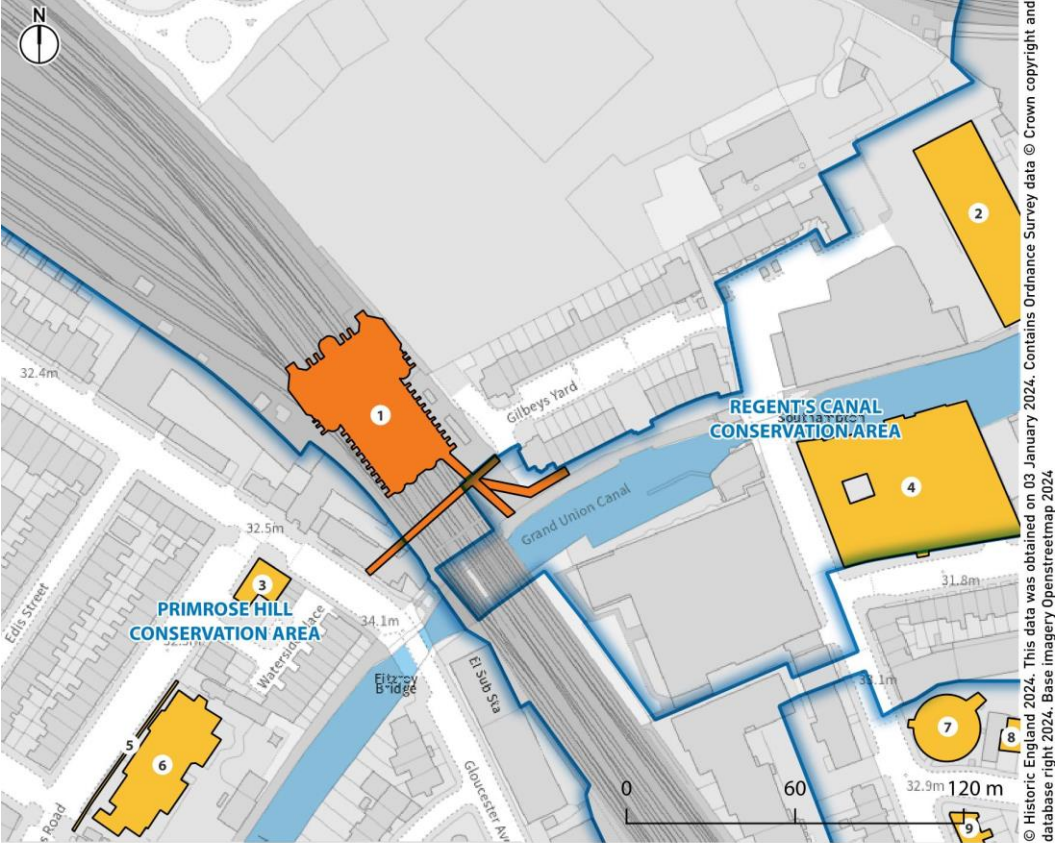 N
1
2
3
4
5
6
7
8
9
32.4m
32.5m
34.1m
31.8m
33.1m
32.9m
Gilbeys Yard
REGENT'S CANAL
CONSERVATION AREA
Grand Union Canal
PRIMROSE HILL
CONSERVATION AREA
Edis Street
Waterside Place
Fitzroy
Bridge
El Sub Sta
Gloucester Ave
s Road
0 60 120 m
© Historic England 2024. This data was obtained on 03 January 2024. Contains Ordnance Survey data © Crown copyright and
database right 2024. Base imagery Openstreetmap 2024